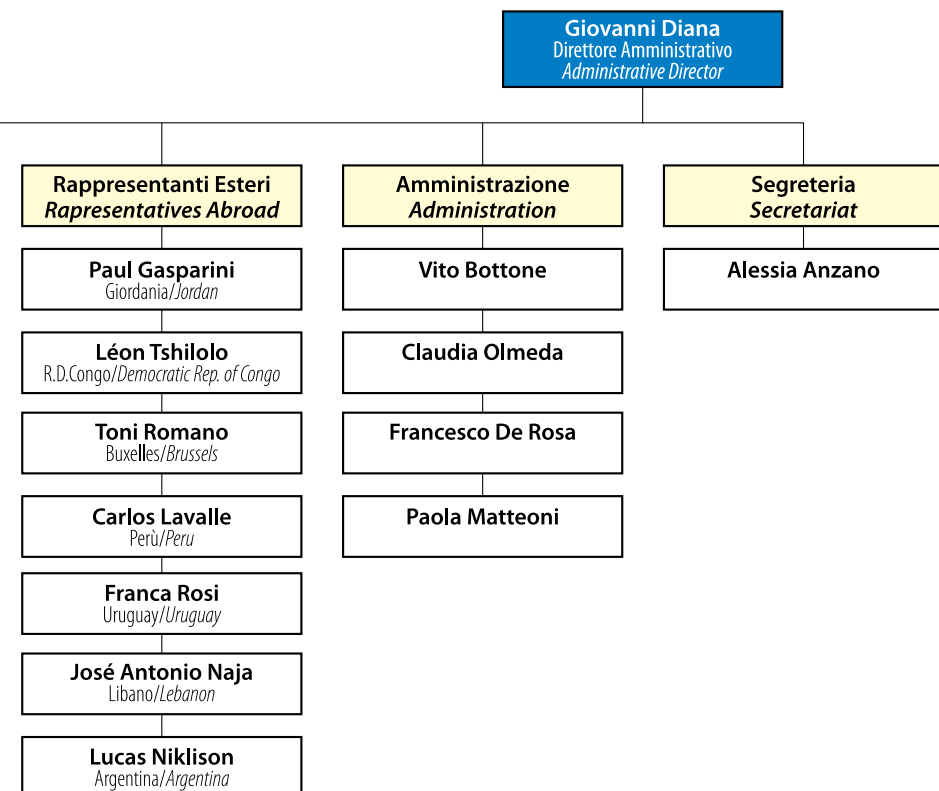 Giovanni Diana
Direttore Amministrativo
Administrative Director
Rappresentanti Esteri
Rapresentatives Abroad
Paul Gasparini
Giordania/Jordan
Léon Tshilolo
R.D.Congo/Democratic Rep. of Congo
Toni Romano
Buxelles/Brussels
Carlos Lavalle
Perù/Peru
Franca Rosi
Uruguay/Uruguay
José Antonio Naja
Libano/Lebanon
Lucas Niklison
Argentina/Argentina
Amministrazione
Administration
Vito Bottone
Claudia Olmeda
Francesco De Rosa
Paola Matteoni
Segreteria
Secretariat
Alessia Anzano